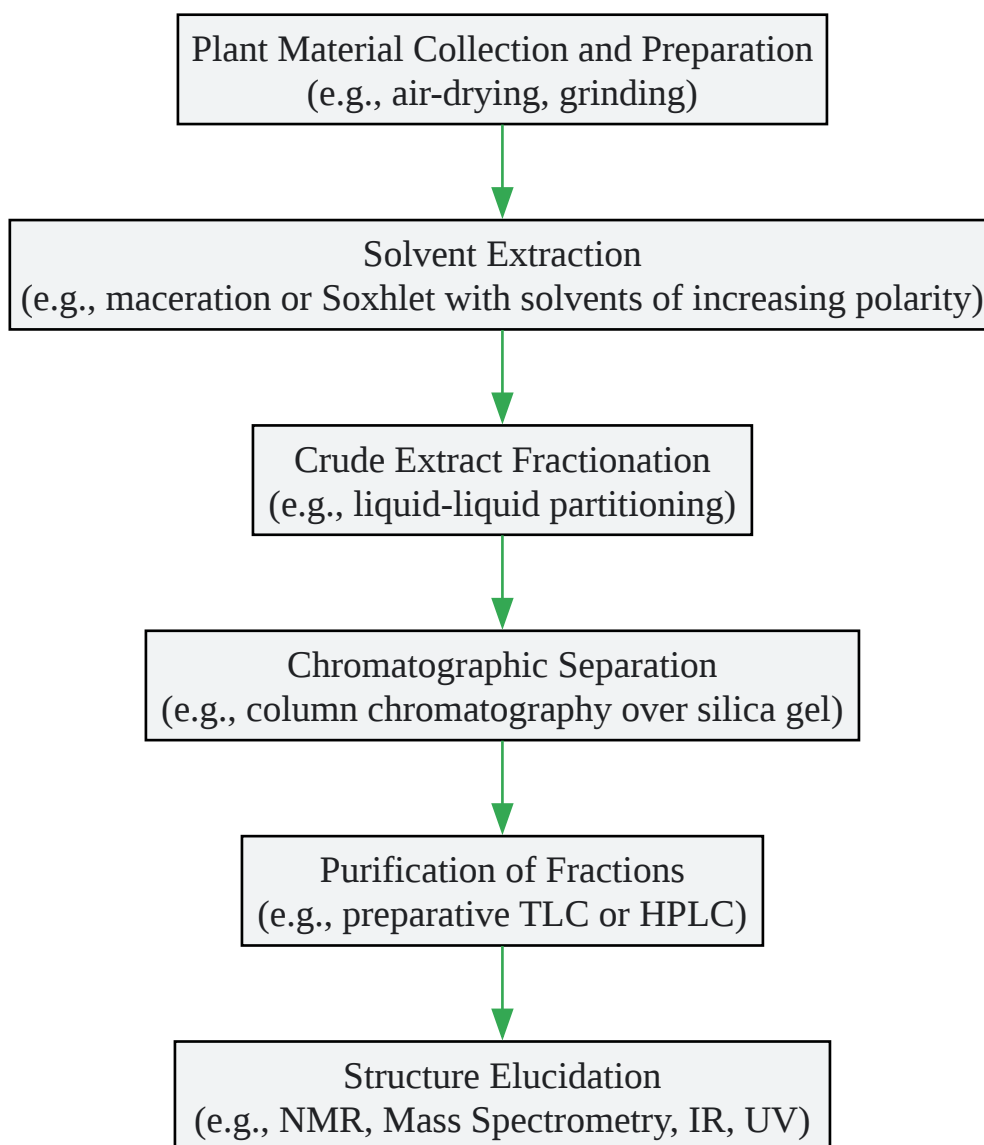 Plant Material Collection and Preparation
(e.g., air-drying, grinding)
Solvent Extraction
(e.g., maceration or Soxhlet with solvents of increasing polarity)
Crude Extract Fractionation
(e.g., liquid-liquid partitioning)
Chromatographic Separation
(e.g., column chromatography over silica gel)
Purification of Fractions
(e.g., preparative TLC or HPLC)
Structure Elucidation
(e.g., NMR, Mass Spectrometry, IR, UV)